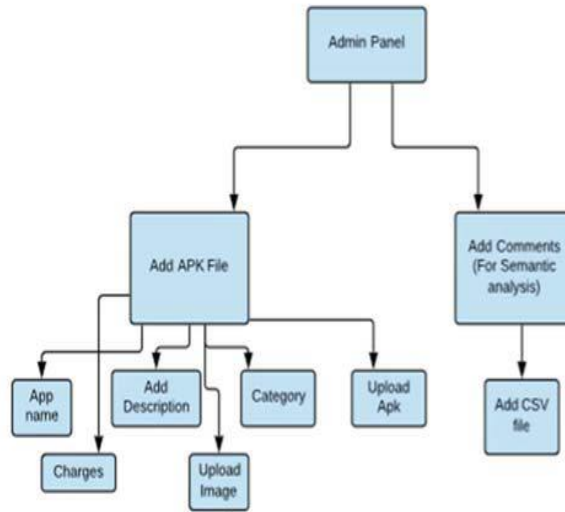 Admin Panel
Add APK File
Add Comments
(For Semantic
analysis)
App
name
Add
Description
Category
Upload
Apk
Add CSV
file
Charges
Upload
Image